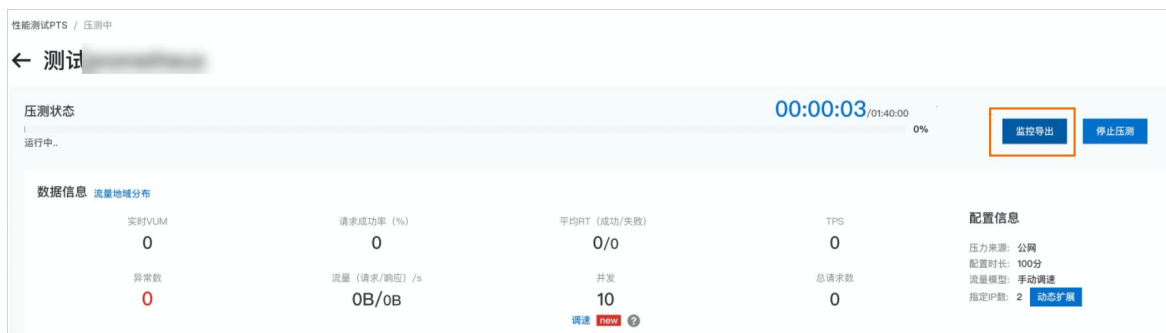 性能测试PTS / 压测中
← 测试
压测状态
00:00:03/01:40:00
0%
运行中..
监控导出
停止压测
数据信息 流量地域分布
实时VUM
0
请求成功率（%）
0
平均RT（成功/失败）
0/0
TPS
0
异常数
0
流量（请求/响应）/s
0B/0B
并发
10
调速 new ?
总请求数
0
配置信息
压力来源: 公网
配置时长: 100分
流量模型: 手动调速
指定IP数: 2 动态扩展